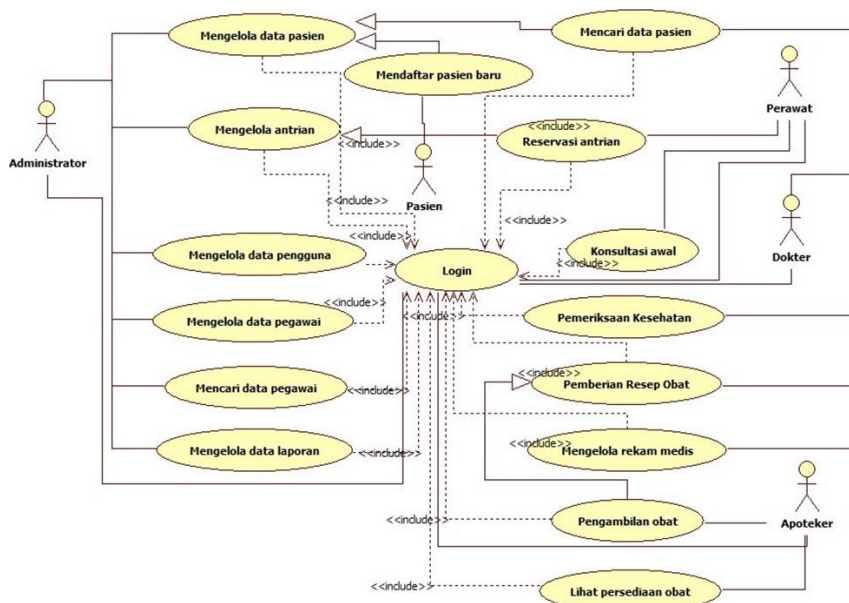 Mengelola data pasien
Mencari data pasien
Mendaftar pasien baru
Perawat
<<include>>
Mengelola antrian
<<include>>
Reservasi antrian
Administrator
Pasien
<<include>>
<<include>>
<<include>>
Mengelola data pengguna
Konsultasi awal
Dokter
Login
<<include>>
<<include>>
Mengelola data pegawai
<<include>>
Pemeriksaan Kesehatan
<<include>>
Mencari data pegawai
<<include>>
Pemberian Resep Obat
Mengelola data laporan
<<include>>
<<include>>
Mengelola rekam medis
<<include>>
Pengambilan obat
Apoteker
<<include>>
Lihat persediaan obat